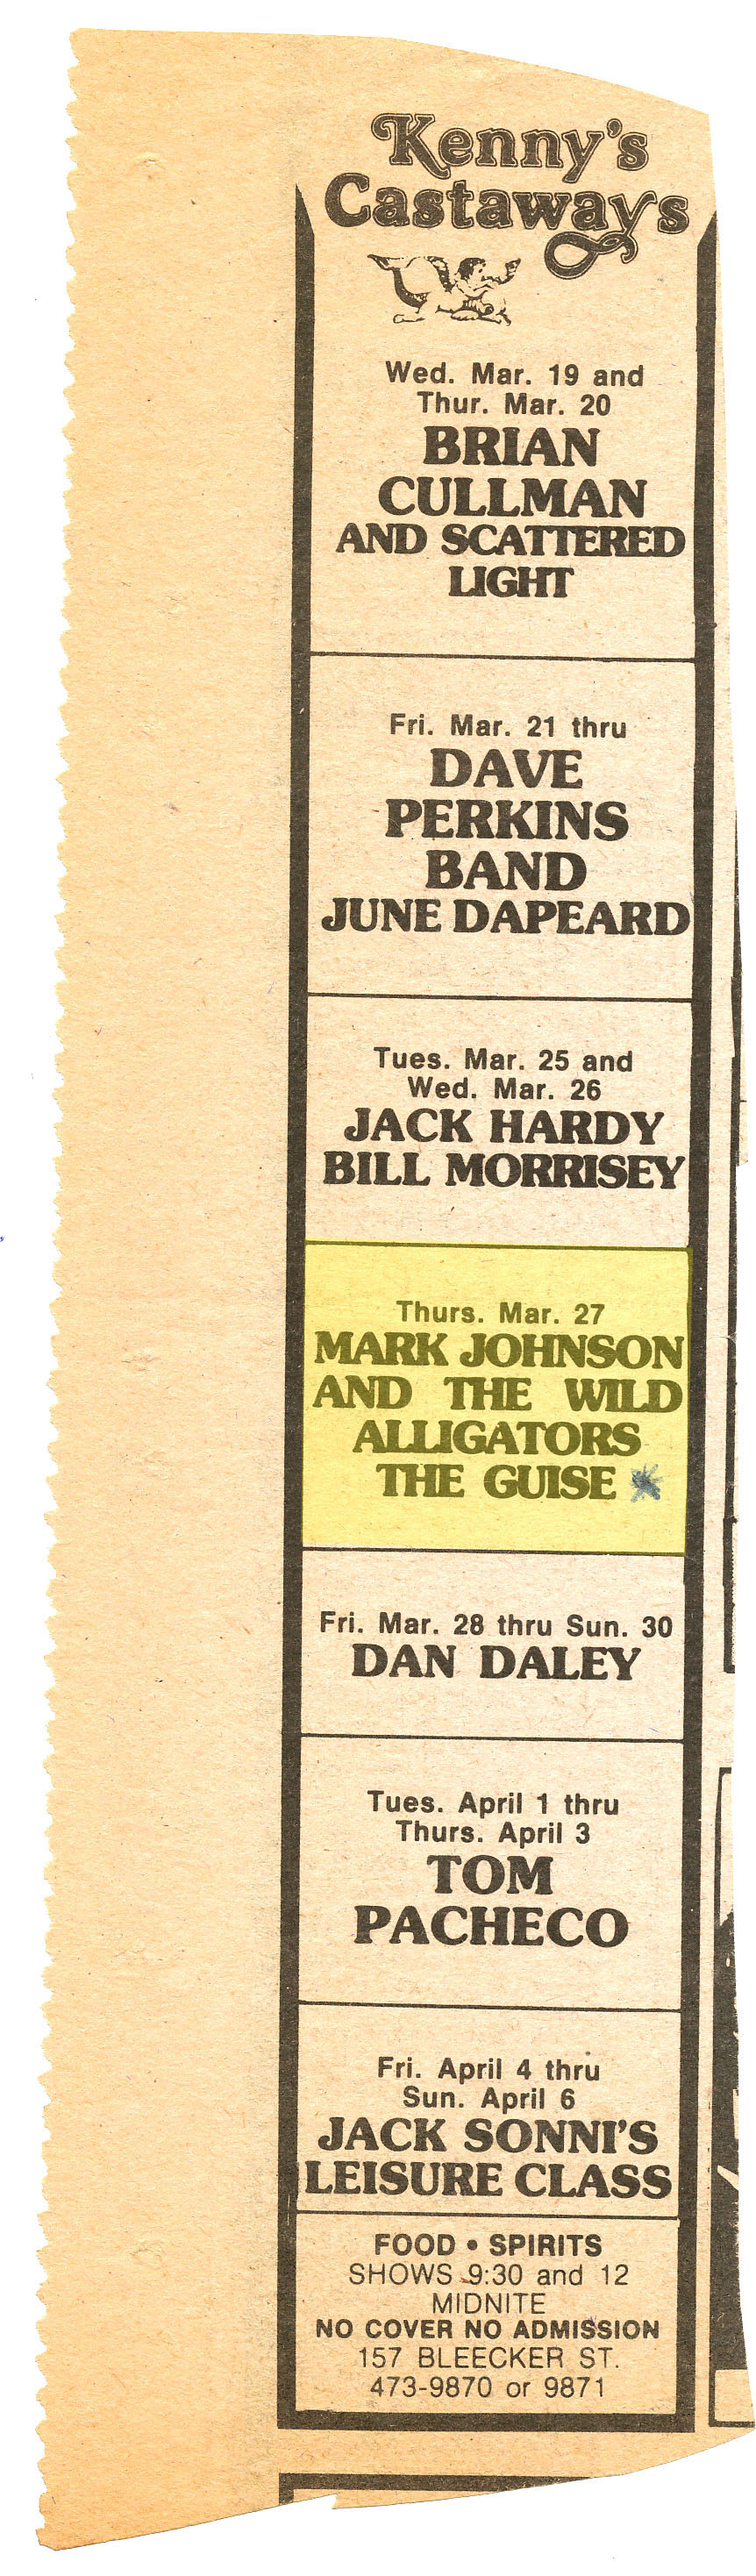 Kenny's
Castaways
Wed. Mar. 19 and
Thur. Mar. 20
BRIAN
CULLMAN
AND SCATTERED
LIGHT
Fri. Mar. 21 thru
DAVE
PERKINS
BAND
JUNE DAPEARD
Tues. Mar. 25 and
Wed. Mar. 26
JACK HARDY
BILL MORRISEY
Thurs. Mar. 27
MARK JOHNSON
AND THE WILD
ALLIGATORS
THE GUISE
Fri. Mar. 28 thru Sun. 30
DAN DALEY
Tues. April 1 thru
Thurs. April 3
TOM
PACHECO
Fri. April 4 thru
Sun. April 6
JACK SONNI'S
LEISURE CLASS
FOOD • SPIRITS
SHOWS 9:30 and 12
MIDNITE
NO COVER NO ADMISSION
157 BLEECKER ST.
473-9870 or 9871